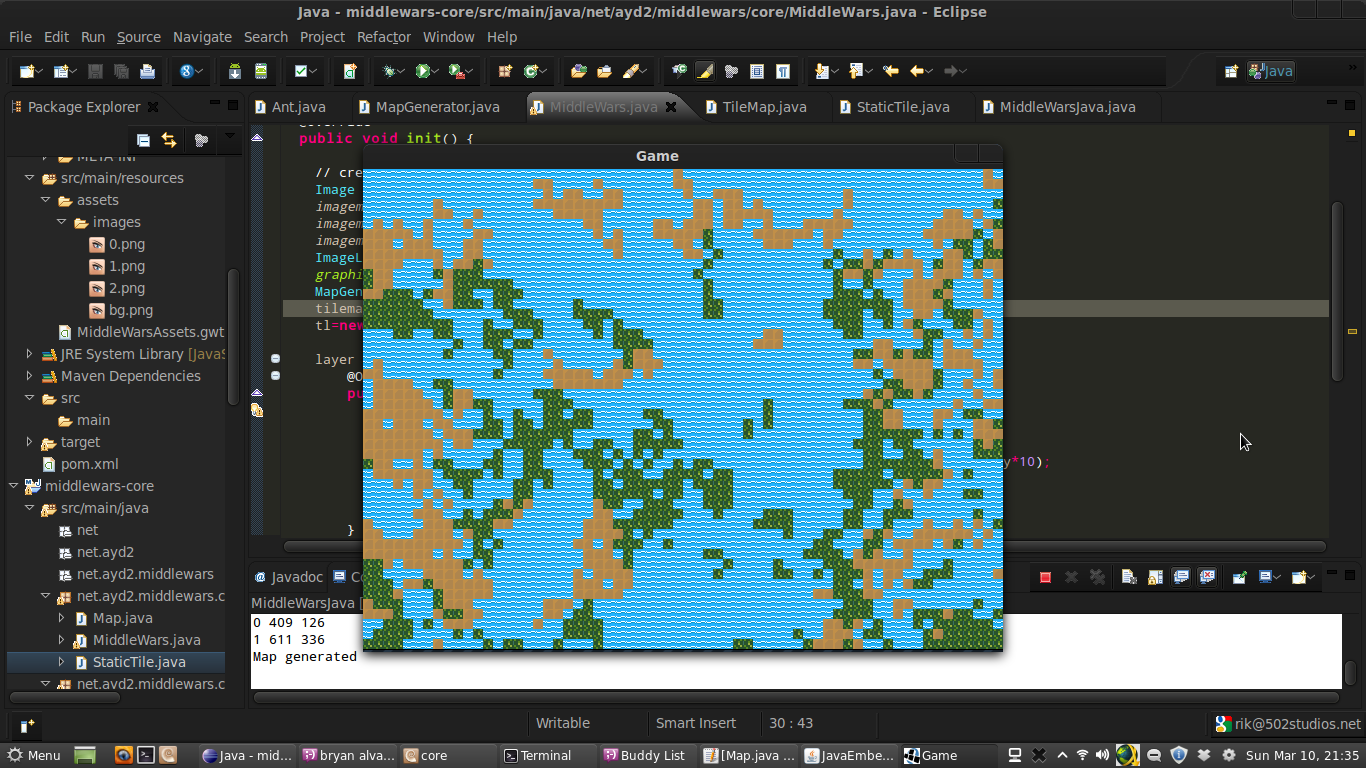 Java - middlewars-core/src/main/java/net/ayd2/middlewars/core/MiddleWars.java - Eclipse
File Edit Run Source Navigate Search Project Refactor Window Help
Java
Package Explorer
Ant.java MapGenerator.java MiddleWars.java TileMap.java StaticTile.java MiddleWarsJava.java
META-INF
src/main/resources
assets
images
0.png
1.png
2.png
bg.png
MiddleWarsAssets.gwt
JRE System Library [JavaS
Maven Dependencies
src
main
target
pom.xml
middlewars-core
src/main/java
net
net.ayd2
net.ayd2.middlewars
net.ayd2.middlewars.c
Map.java
MiddleWars.java
StaticTile.java
net.ayd2.middlewars.c
@Override
public void init() {
// cre
Image
imagem
imagem
imagem
ImageL
graphi
MapGen
tilema
tl=new
layer
@O
pu
y*10);
}
Game
@ Javadoc Co
MiddleWarsJava [
0 409 126
1 611 336
Map generated
Writable Smart Insert 30 : 43
rik@502studios.net
Menu Java - mid... bryan alva... core Terminal Buddy List [Map.java ... JavaEmbe... Game Sun Mar 10, 21:35